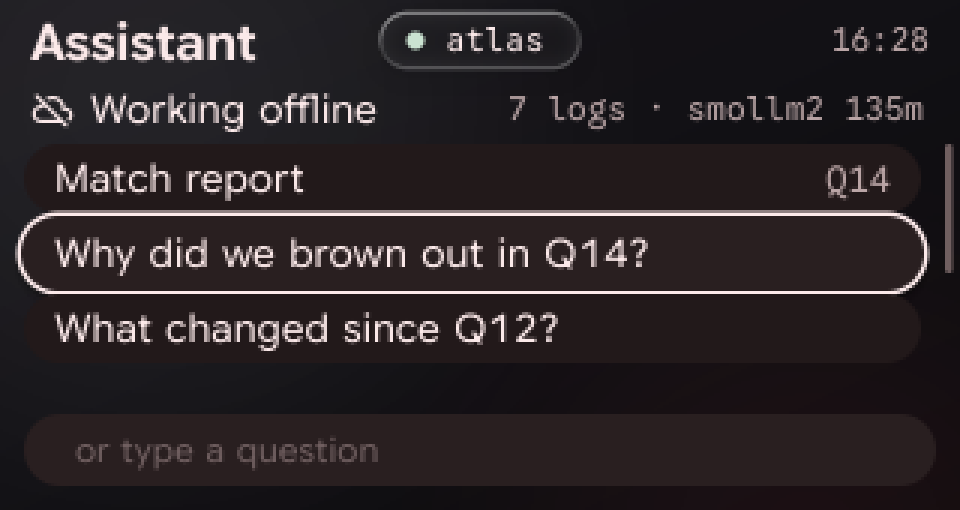 Assistant atlas 16:28
Working offline 7 logs · smollm2 135m
Match report Q14
Why did we brown out in Q14?
What changed since Q12?
or type a question